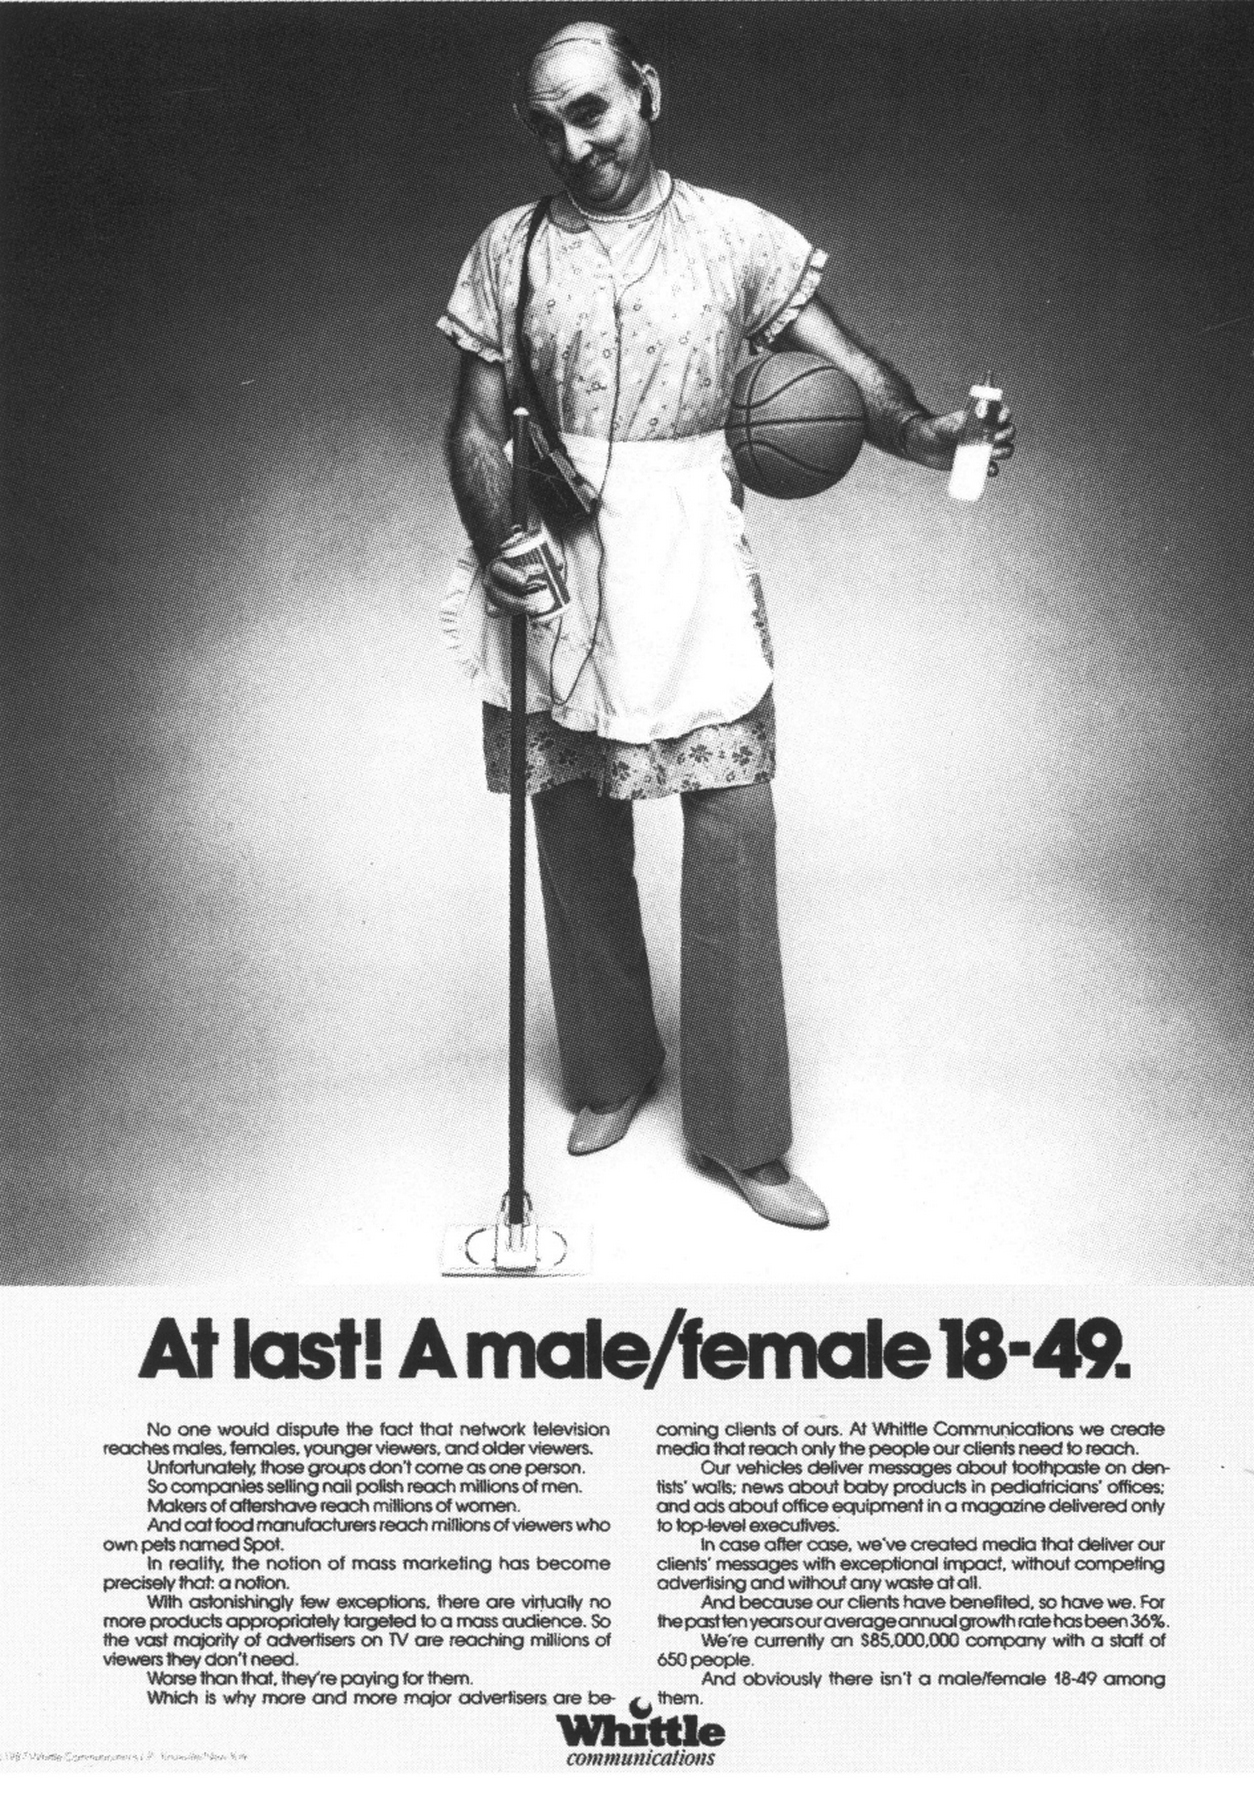 At last! A male/female 18-49.
No one would dispute the fact that network television
reaches males, females, younger viewers, and older viewers.
Unfortunately, those groups don't come as one person.
So companies selling nail polish reach millions of men.
Makers of aftershave reach millions of women.
And cat food manufacturers reach millions of viewers who
own pets named Spot.
In reality, the notion of mass marketing has become
precisely that: a notion.
With astonishingly few exceptions, there are virtually no
more products appropriately targeted to a mass audience. So
the vast majority of advertisers on TV are reaching millions of
viewers they don't need.
Worse than that, they're paying for them.
Which is why more and more major advertisers are be-
coming clients of ours. At Whittle Communications we create
media that reach only the people our clients need to reach.
Our vehicles deliver messages about toothpaste on den-
tists' walls; news about baby products in pediatricians' offices;
and ads about office equipment in a magazine delivered only
to top-level executives.
In case after case, we've created media that deliver our
clients' messages with exceptional impact, without competing
advertising and without any waste at all.
And because our clients have benefited, so have we. For
the past ten years our average annual growth rate has been 36%.
We're currently an $85,000,000 company with a staff of
650 people.
And obviously there isn't a male/female 18-49 among
them.
Whittle
communications
Whittle Communications L.P. Knoxville/New York